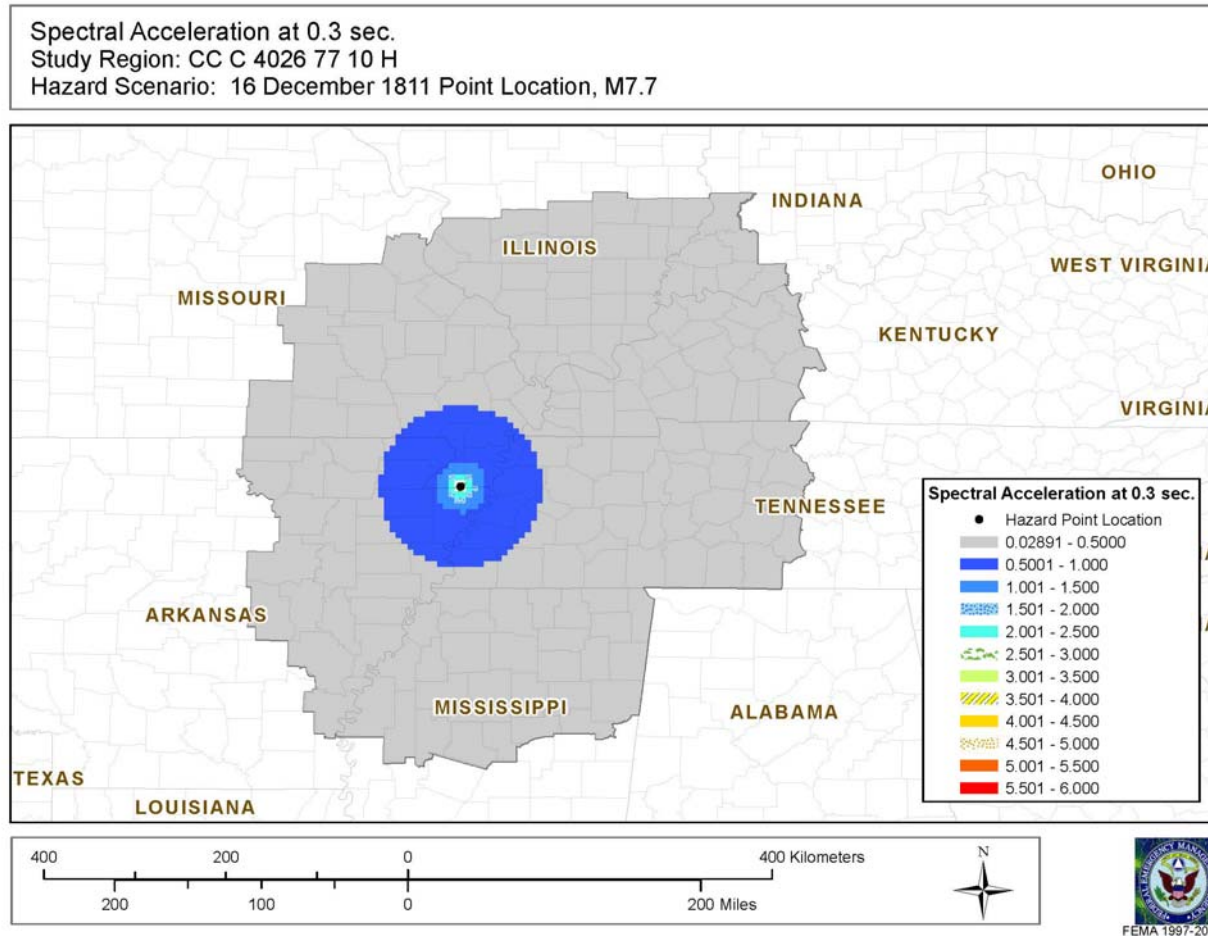 Spectral Acceleration at 0.3 sec.
Study Region: CC C 4026 77 10 H
Hazard Scenario: 16 December 1811 Point Location, M7.7
OHIO
INDIANA
ILLINOIS
WEST VIRGINIA
MISSOURI
KENTUCKY
VIRGINIA
TENNESSEE
ARKANSAS
MISSISSIPPI
ALABAMA
TEXAS
LOUISIANA
Spectral Acceleration at 0.3 sec.
Hazard Point Location
0.02891 - 0.5000
0.5001 - 1.000
1.001 - 1.500
1.501 - 2.000
2.001 - 2.500
2.501 - 3.000
3.001 - 3.500
3.501 - 4.000
4.001 - 4.500
4.501 - 5.000
5.001 - 5.500
5.501 - 6.000
400 200 0 400 Kilometers
200 100 0 200 Miles
N
FEDERAL EMERGENCY MANAGEMENT AGENCY
FEMA 1997-20